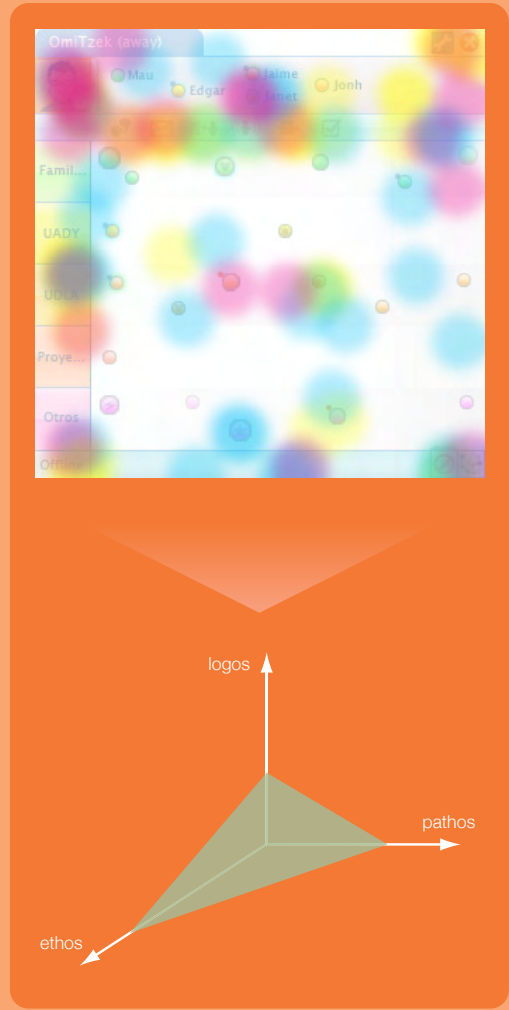 OmiTzek (away)
Mau
Jaime
Edgar
Janet
Jonh
Famil...
UADY
UDLA
Proye...
Otros
Offline
logos
pathos
ethos